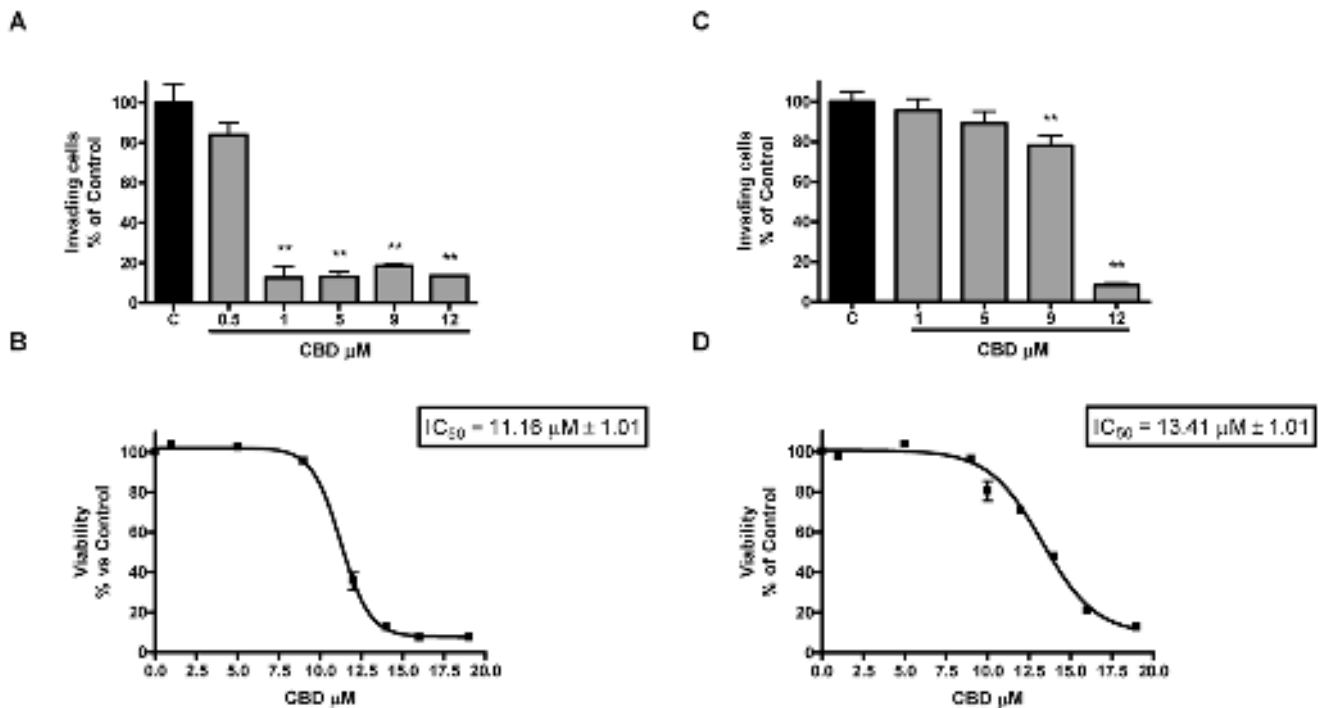 A
Invading cells
% of Control
100
80
60
40
20
0
C 0.5 1 5 9 12
** ** ** **
CBD μM
B
IC50 = 11.16 μM ± 1.01
Viability
% vs Control
100
80
60
40
20
0
0.0 2.5 5.0 7.5 10.0 12.5 15.0 17.5 20.0
CBD μM
C
Invading cells
% of Control
100
80
60
40
20
0
C 1 5 9 12
** **
CBD μM
D
IC50 = 13.41 μM ± 1.01
Viability
% of Control
100
80
60
40
20
0
0.0 2.5 5.0 7.5 10.0 12.5 15.0 17.5 20.0
CBD μM